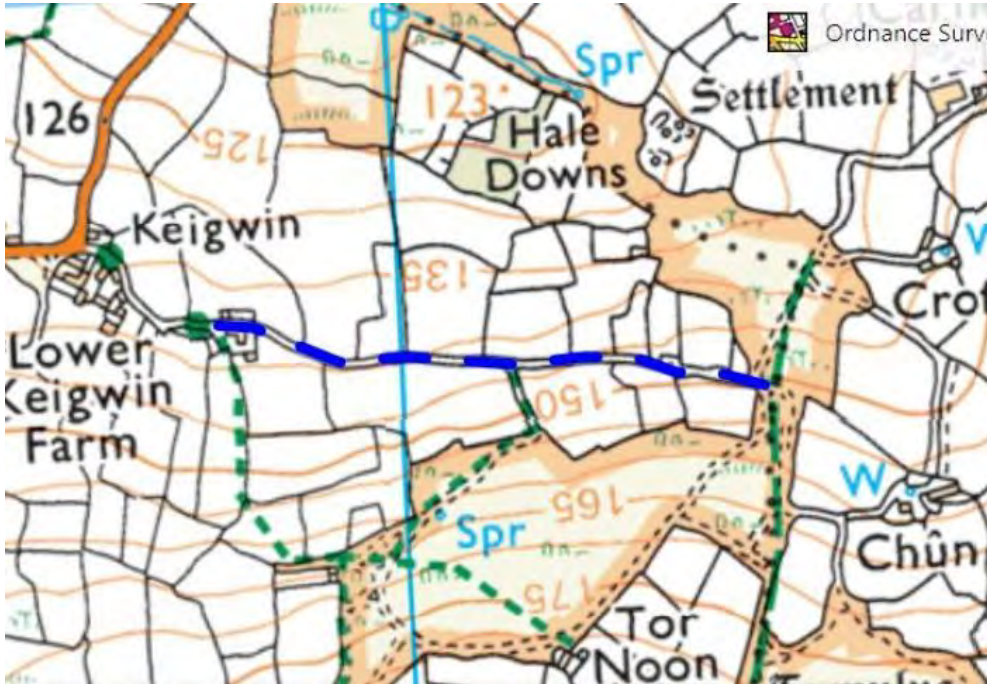 Ordnance Surv
Spr
Settlement
126
123
125
Hale
Downs
Keigwin
W
135
Crof
Lower
Keigwin
Farm
150
W
165
Spr
Chûn
175
Tor
Noon